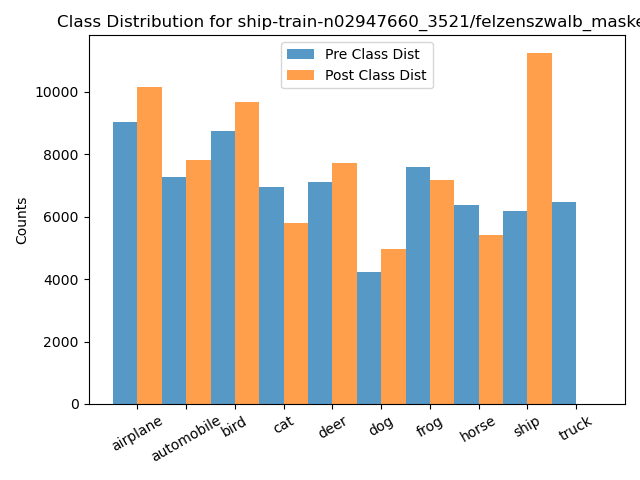 Class Distribution for ship-train-n02947660_3521/felzenszwalb_maske
Pre Class Dist
Post Class Dist
Counts
10000
8000
6000
4000
2000
0
airplane
automobile
bird
cat
deer
dog
frog
horse
ship
truck